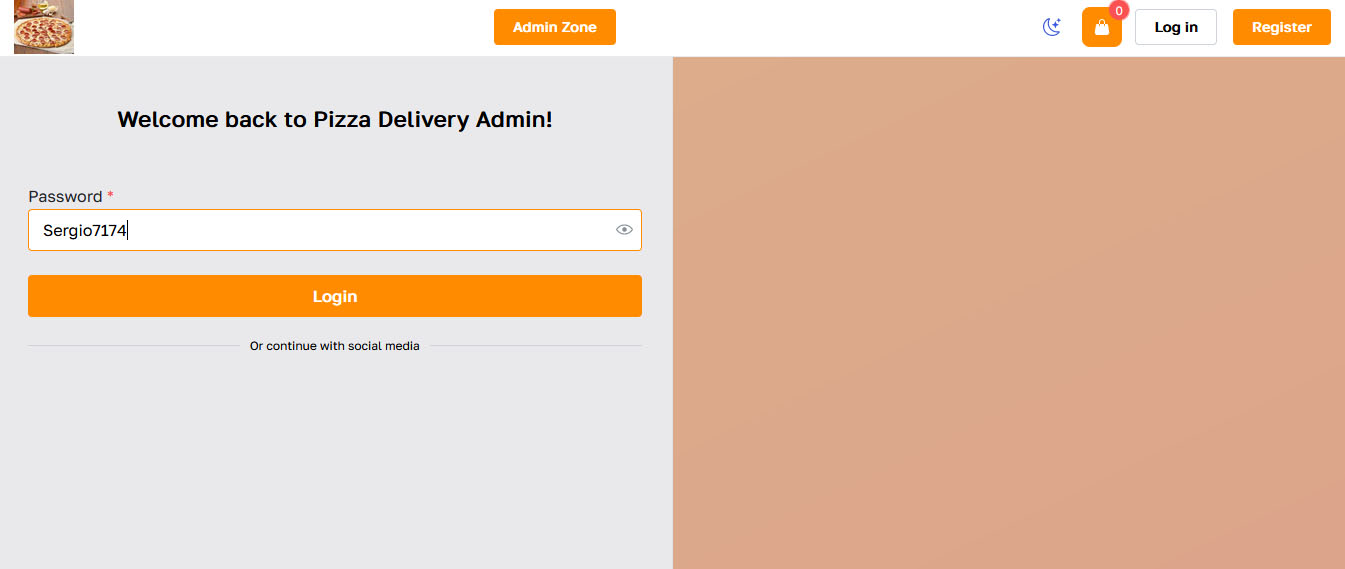 Admin Zone
0
Log in
Register
Welcome back to Pizza Delivery Admin!
Password *
Sergio7174
Login
Or continue with social media